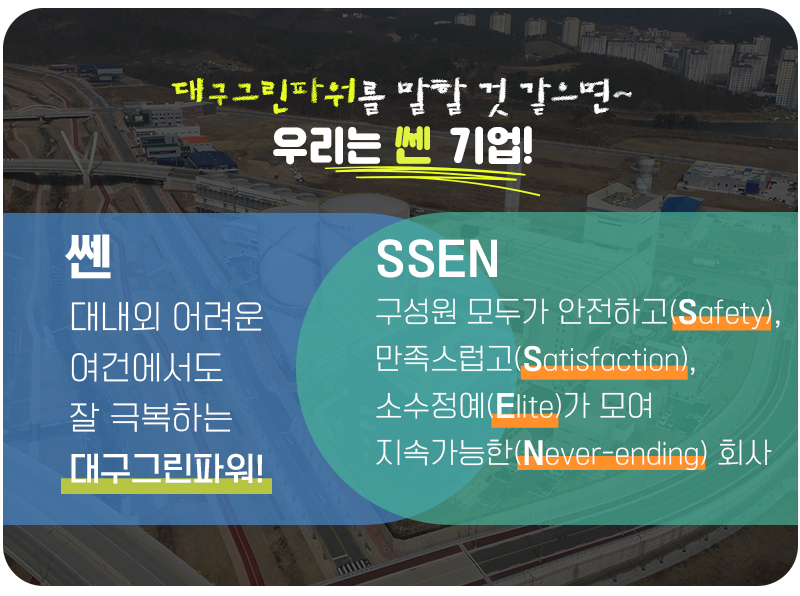 대구그린파워를 말할 것 같으면~
우리는 쎈 기업!
쎈
대내외 어려운
여건에서도
잘 극복하는
대구그린파워!
SSEN
구성원 모두가 안전하고(Safety),
만족스럽고(Satisfaction),
소수정예(Elite)가 모여
지속가능한(Never-ending) 회사